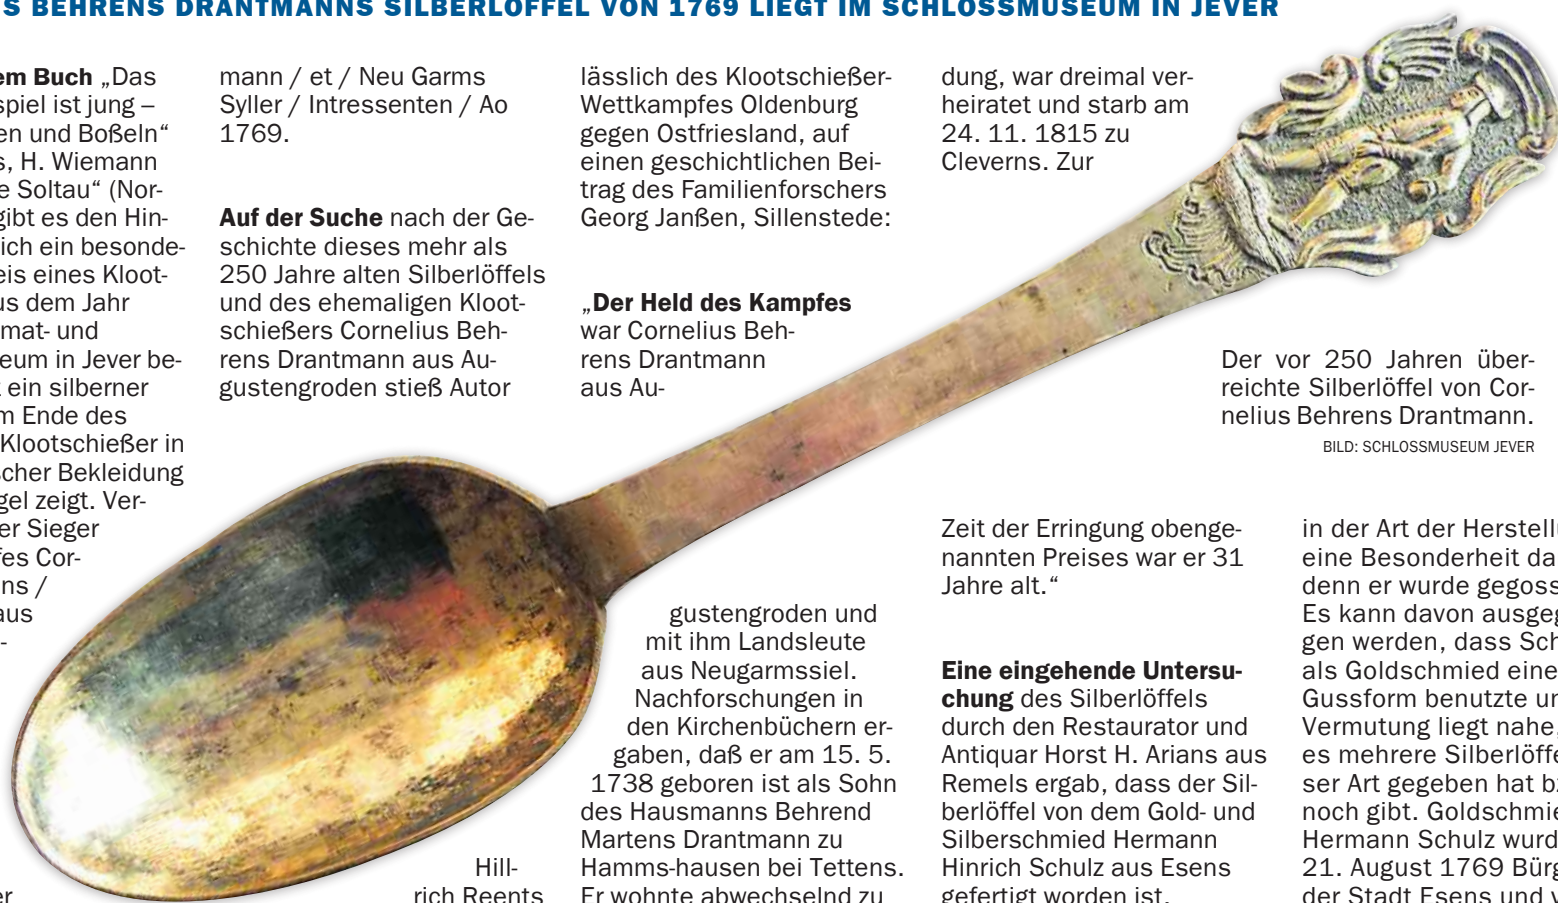 S BEHRENS DRANTMANNS SILBERLÖFFEL VON 1769 LIEGT IM SCHLOSSMUSEUM IN JEVER
em Buch „Das
spiel ist jung –
en und Boßeln“
s, H. Wiemann
e Soltau“ (Nor-
gibt es den Hin-
ich ein besonde-
eis eines Kloot-
us dem Jahr
mat- und
eum in Jever be-
t ein silberner
m Ende des
Klootschießer in
scher Bekleidung
gel zeigt. Ver-
er Sieger
fes Cor-
ns /
aus
-
er
mann / et / Neu Garms
Syller / Intressenten / Ao
1769.
Auf der Suche nach der Ge-
schichte dieses mehr als
250 Jahre alten Silberlöffels
und des ehemaligen Kloot-
schießers Cornelius Beh-
rens Drantmann aus Au-
gustengroden stieß Autor
Hill-
rich Reents
lässlich des Klootschießer-
Wettkampfes Oldenburg
gegen Ostfriesland, auf
einen geschichtlichen Bei-
trag des Familienforschers
Georg Janßen, Sillenstede:
„Der Held des Kampfes
war Cornelius Beh-
rens Drantmann
aus Au-
gustengroden und
mit ihm Landsleute
aus Neugarmssiel.
Nachforschungen in
den Kirchenbüchern er-
gaben, daß er am 15. 5.
1738 geboren ist als Sohn
des Hausmanns Behrend
Martens Drantmann zu
Hamms-hausen bei Tettens.
Er wohnte abwechselnd zu
dung, war dreimal ver-
heiratet und starb am
24. 11. 1815 zu
Cleverns. Zur
Zeit der Erringung obenge-
nannten Preises war er 31
Jahre alt.“
Eine eingehende Untersu-
chung des Silberlöffels
durch den Restaurator und
Antiquar Horst H. Arians aus
Remels ergab, dass der Sil-
berlöffel von dem Gold- und
Silberschmied Hermann
Hinrich Schulz aus Esens
gefertigt worden ist.
Der vor 250 Jahren über-
reichte Silberlöffel von Cor-
nelius Behrens Drantmann.
BILD: SCHLOSSMUSEUM JEVER
in der Art der Herstell
eine Besonderheit da
denn er wurde gegoss
Es kann davon ausgeg
gen werden, dass Sch
als Goldschmied eine
Gussform benutzte un
Vermutung liegt nahe,
es mehrere Silberlöffe
ser Art gegeben hat bz
noch gibt. Goldschmie
Hermann Schulz wurd
21. August 1769 Bürg
der Stadt Esens und v